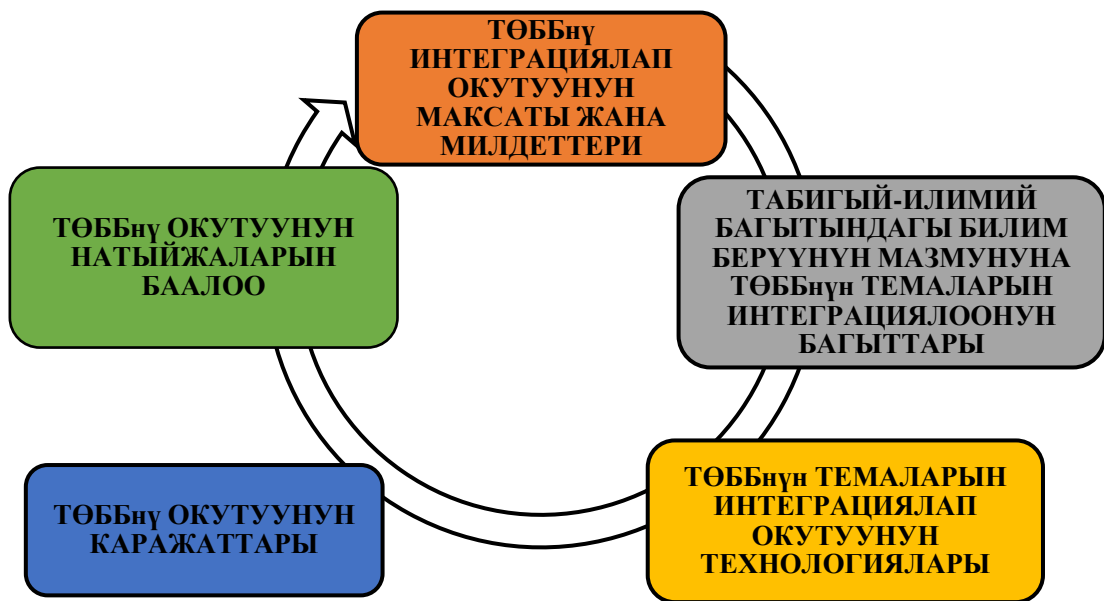 ТӨББнү
ИНТЕГРАЦИЯЛАП
ОКУТУУНУН
МАКСАТЫ ЖАНА
МИЛДЕТТЕРИ
ТАБИГЫЙ-ИЛИМИЙ
БАГЫТЫНДАГЫ БИЛИМ
БЕРҮҮНҮН МАЗМУНУНА
ТӨББнүн ТЕМАЛАРЫН
ИНТЕГРАЦИЯЛООНУН
БАГЫТТАРЫ
ТӨББнүн ТЕМАЛАРЫН
ИНТЕГРАЦИЯЛАП
ОКУТУУНУН
ТЕХНОЛОГИЯЛАРЫ
ТӨББнү ОКУТУУНУН
КАРАЖАТТАРЫ
ТӨББнү ОКУТУУНУН
НАТЫЙЖАЛАРЫН
БААЛОО